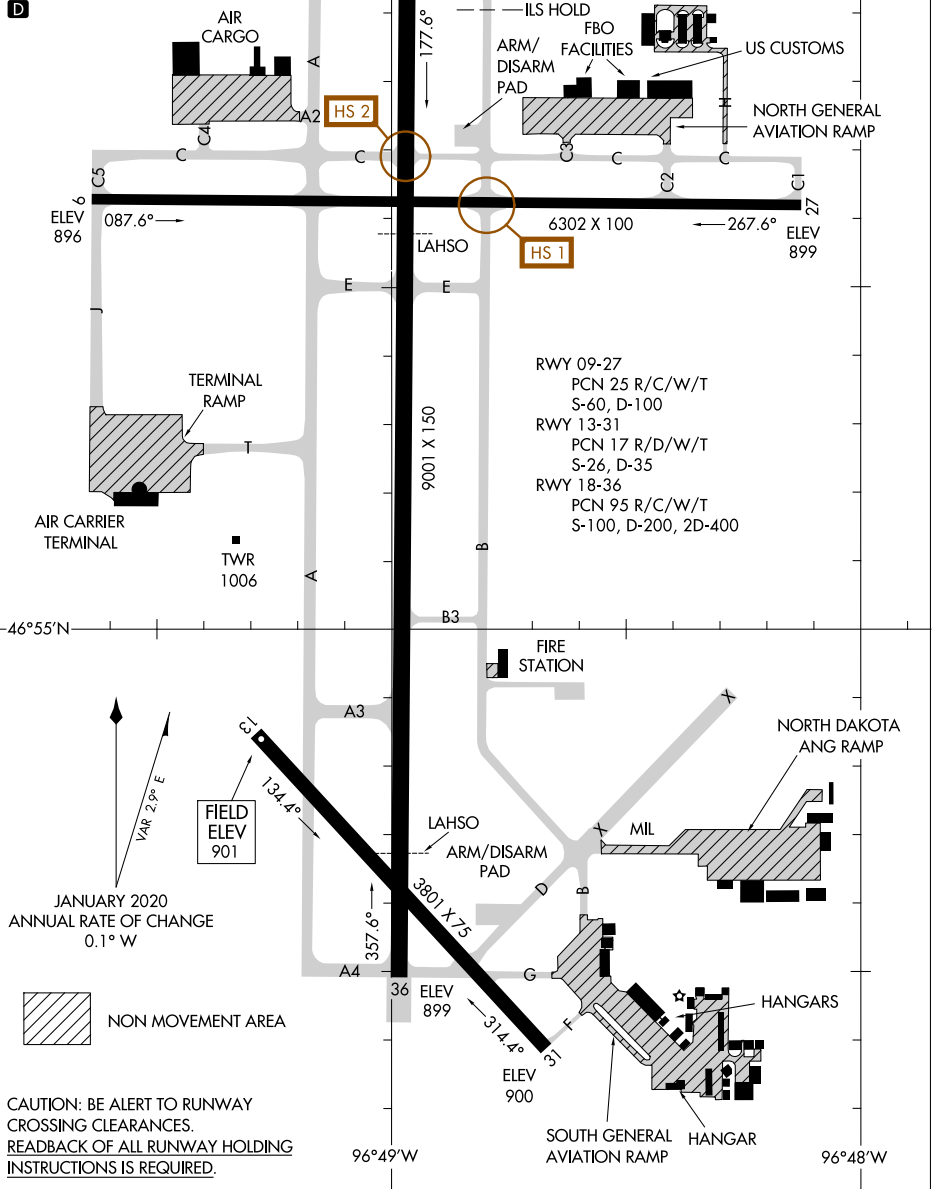 D
ILS HOLD
AIR
CARGO
A
177.6°
ARM/
DISARM
PAD
FBO
FACILITIES
US CUSTOMS
H
A2
HS 2
NORTH GENERAL
AVIATION RAMP
C4
C
C
C3
C
C
C5
C2
C1
6
27
ELEV
896
087.6°
6302 X 100
267.6°
ELEV
899
LAHSO
HS 1
E
E
J
RWY 09-27
PCN 25 R/C/W/T
S-60, D-100
RWY 13-31
PCN 17 R/D/W/T
S-26, D-35
RWY 18-36
PCN 95 R/C/W/T
S-100, D-200, 2D-400
TERMINAL
RAMP
9001 X 150
T
AIR CARRIER
TERMINAL
TWR
1006
A
B
B3
46°55'N
FIRE
STATION
A3
X
13
NORTH DAKOTA
ANG RAMP
VAR 2.9° E
134.4°
FIELD
ELEV
901
LAHSO
X
MIL
ARM/DISARM
PAD
3801 X 75
D
B
JANUARY 2020
ANNUAL RATE OF CHANGE
0.1° W
357.6°
A4
G
36
ELEV
899
314.4°
F
31
HANGARS
NON MOVEMENT AREA
ELEV
900
CAUTION: BE ALERT TO RUNWAY
CROSSING CLEARANCES.
READBACK OF ALL RUNWAY HOLDING
INSTRUCTIONS IS REQUIRED.
SOUTH GENERAL
AVIATION RAMP
HANGAR
96°49'W
96°48'W